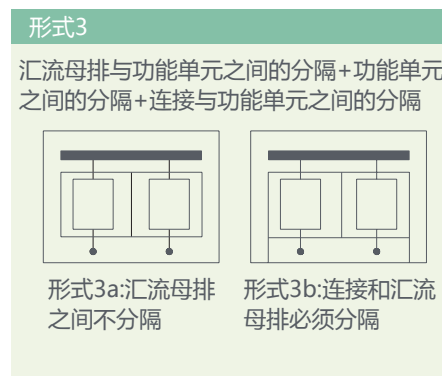 形式3
汇流母排与功能单元之间的分隔+功能单元
之间的分隔+连接与功能单元之间的分隔
形式3a:汇流母排
之间不分隔
形式3b:连接和汇流
母排必须分隔